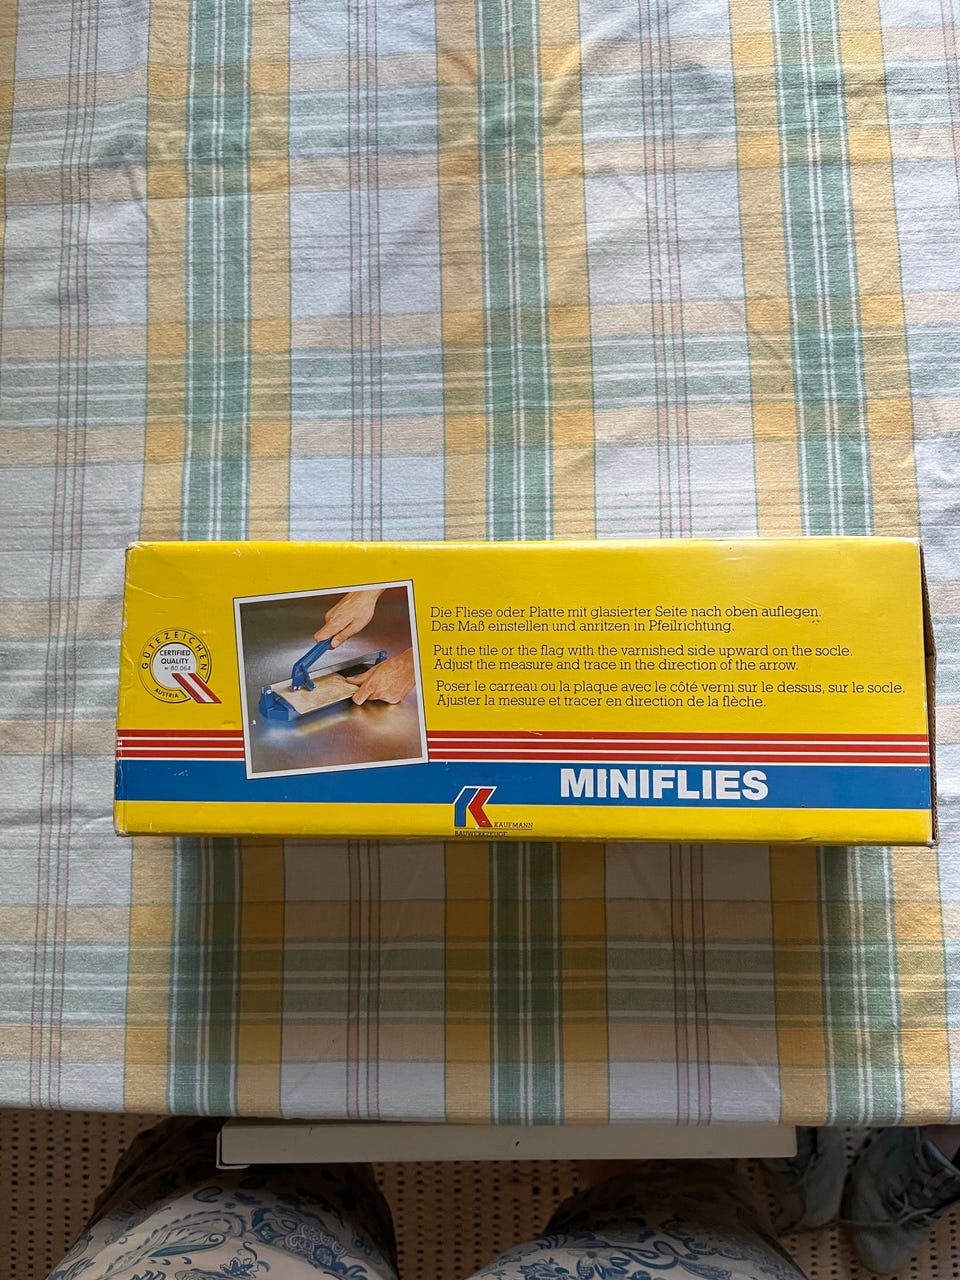 GÜTEZEICHEN
CERTIFIED
QUALITY
AUSTRIA
Die Fliese oder Platte mit glasierter Seite nach oben auflegen.
Das Maß einstellen und anritzen in Pfeilrichtung.
Put the tile or the flag with the varnished side upward on the socle.
Adjust the measure and trace in the direction of the arrow.
Poser le carreau ou la plaque avec le côté verni sur le dessus, sur le socle.
Ajuster la mesure et tracer en direction de la flèche.
MINIFLIES
K
KAUFMANN
BAUWERKZEUGE